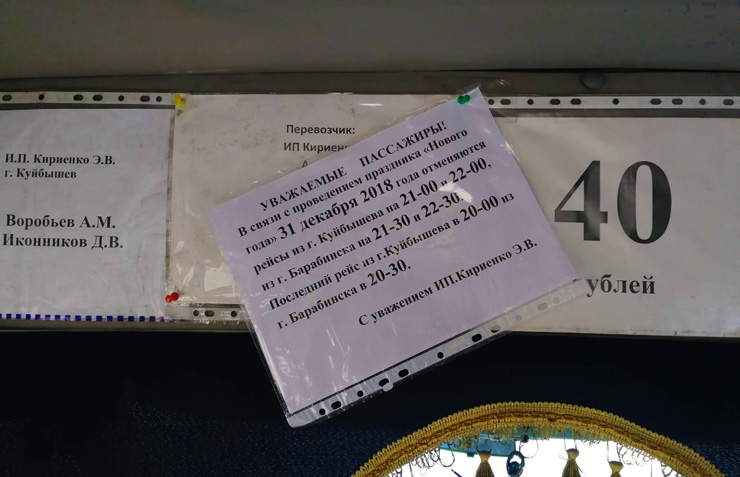 И.П. Кириенко Э.В.
г. Куйбышев
Воробьев А.М.
Иконников Д.В.
Перевозчик:
ИП Кириенко
УВАЖАЕМЫЕ ПАССАЖИРЫ!
В связи с проведением праздника «Нового
года» 31 декабря 2018 года отменяются
рейсы из г. Куйбышева на 21-00 и 22-00,
из г. Барабинска на 21-30 и 22-30.
Последний рейс из г.Куйбышева в 20-00 из
г. Барабинска в 20-30.
С уважением ИП.Кириенко Э.В.
40
ублей